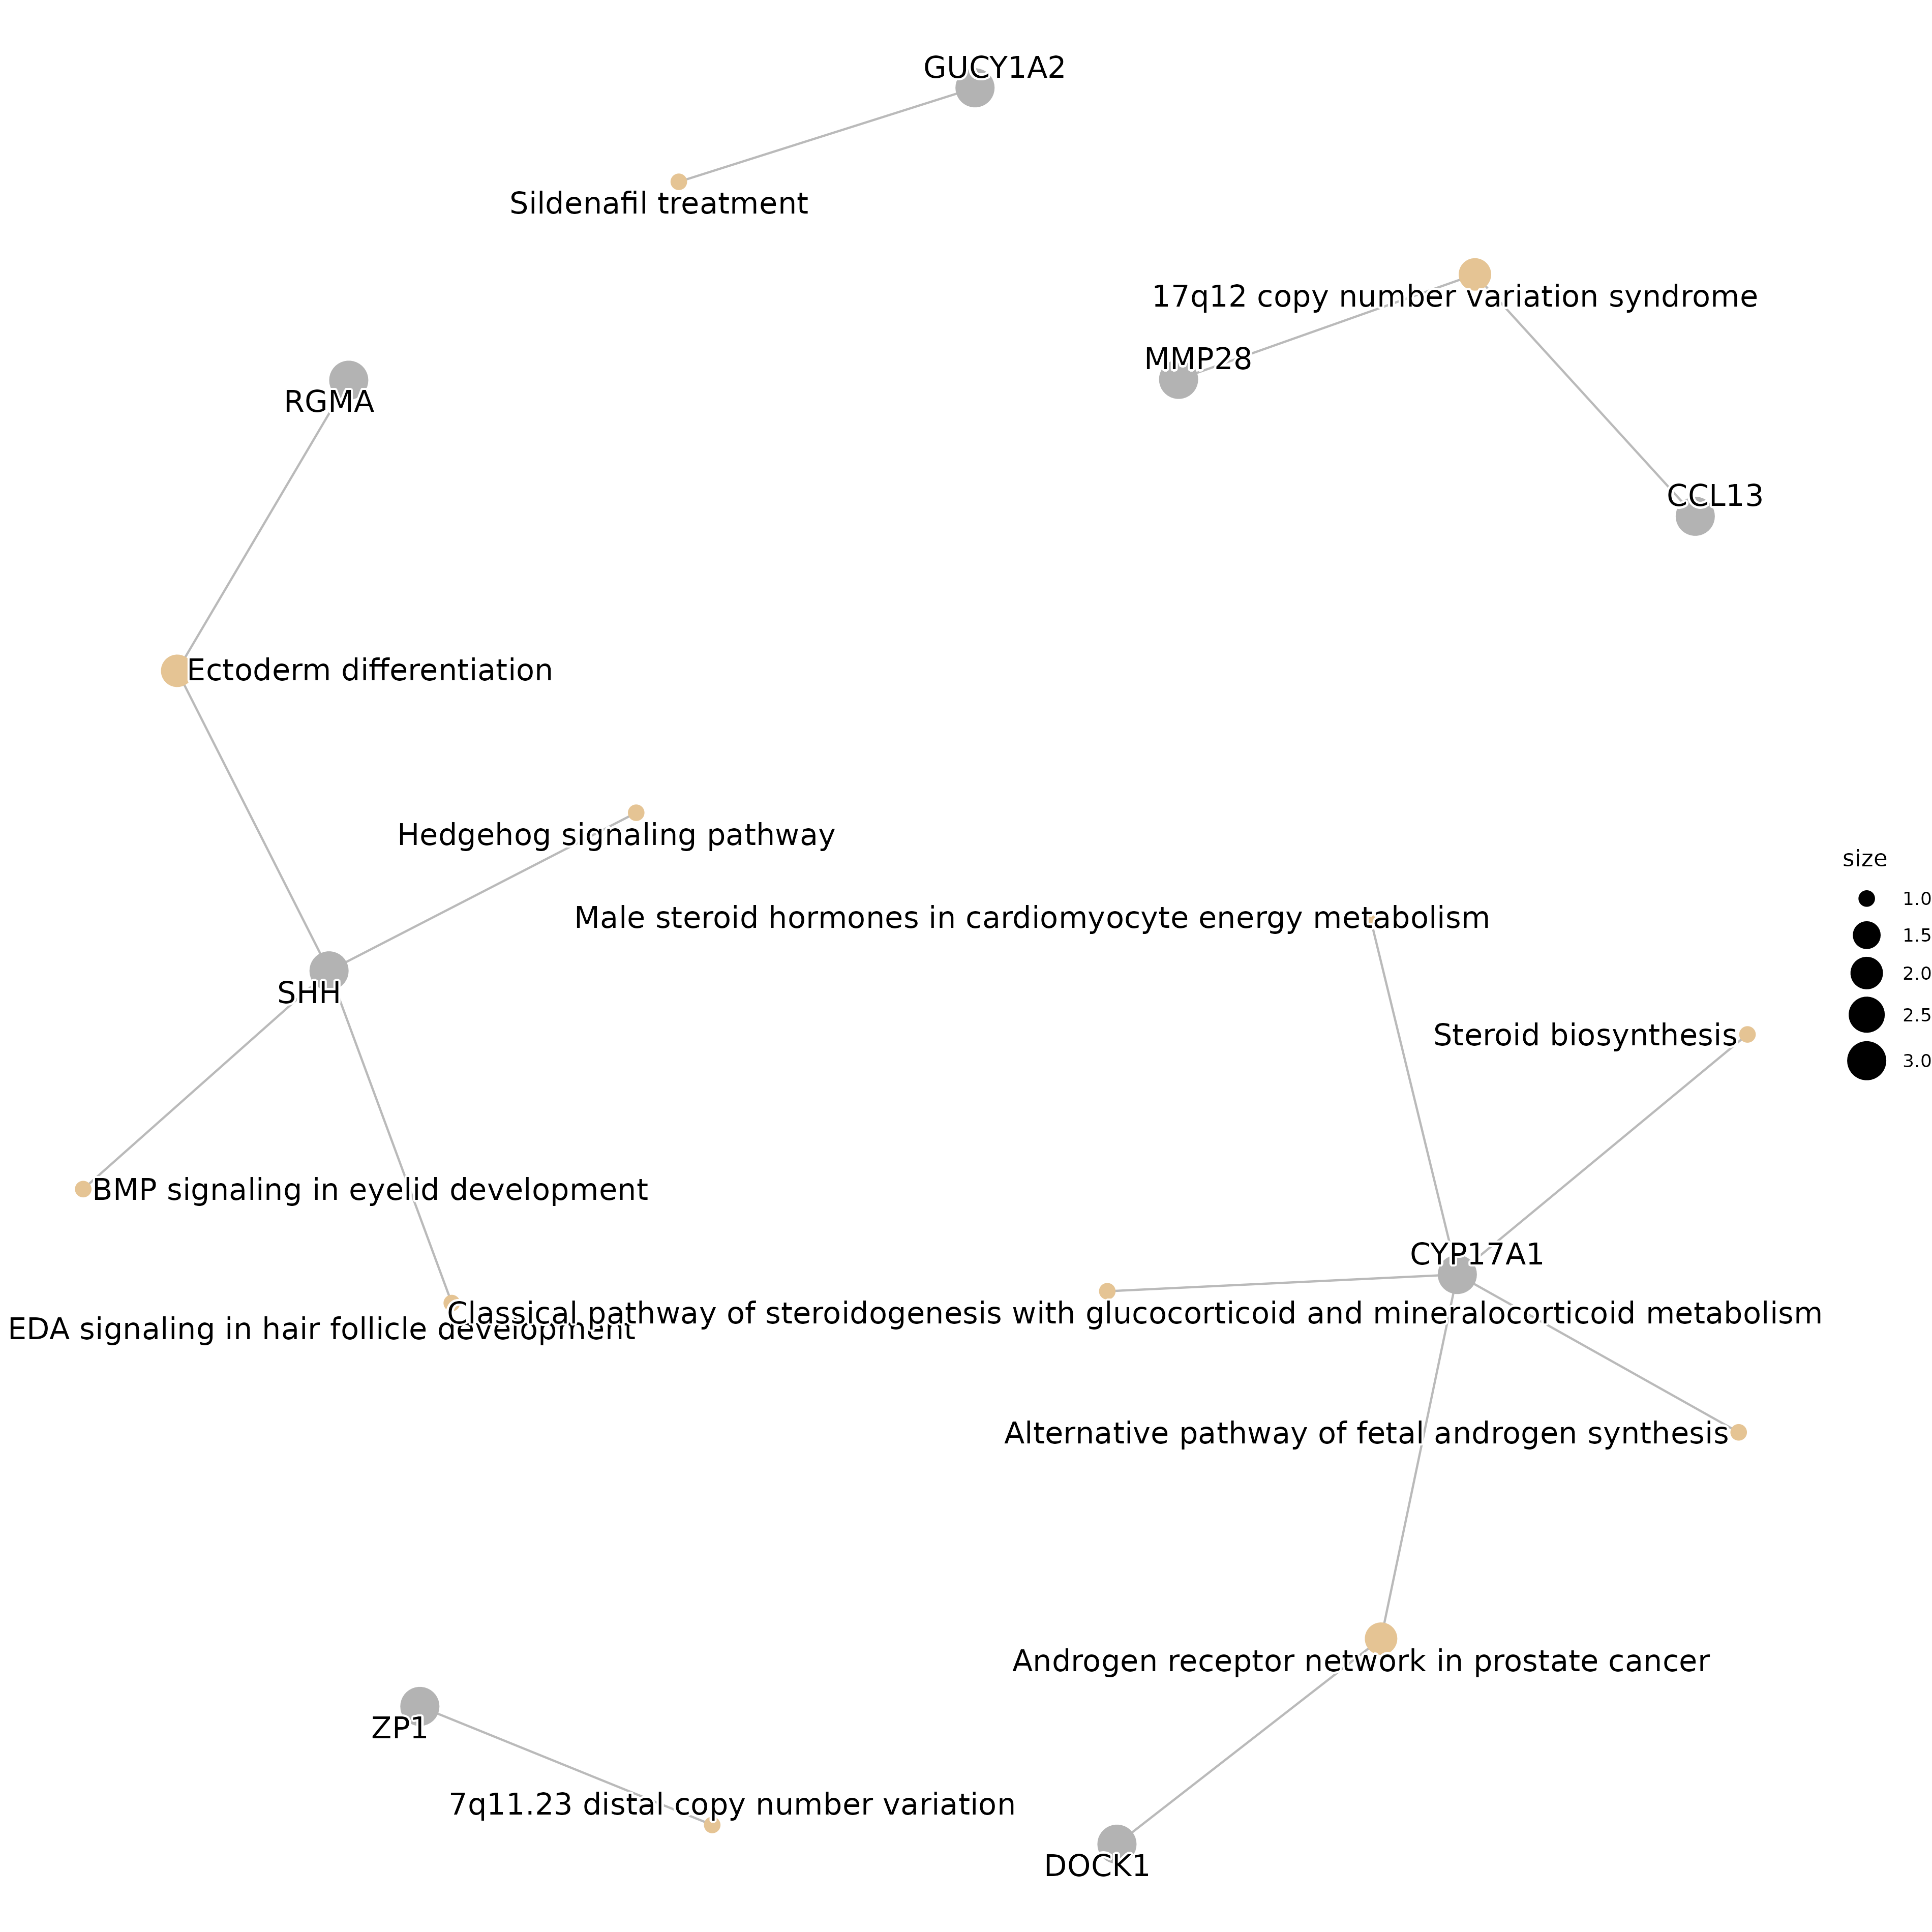 GUCY1A2
Sildenafil treatment
17q12 copy number variation syndrome
MMP28
RGMA
CCL13
Ectoderm differentiation
Hedgehog signaling pathway
size
1.0
Male steroid hormones in cardiomyocyte energy metabolism
1.5
2.0
SHH
2.5
Steroid biosynthesis
3.0
BMP signaling in eyelid development
CYP17A1
Classical pathway of steroidogenesis with glucocorticoid and mineralocorticoid metabolism
EDA signaling in hair follicle development
Alternative pathway of fetal androgen synthesis
Androgen receptor network in prostate cancer
ZP1
7q11.23 distal copy number variation
DOCK1